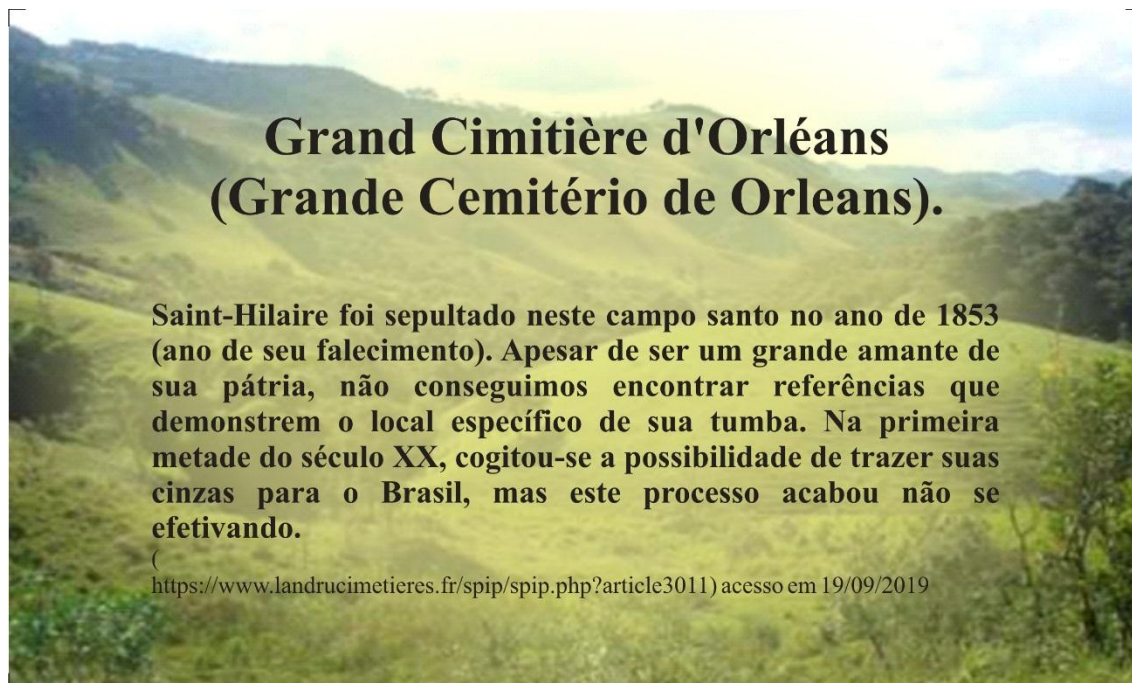 Grand Cimitière d'Orléans
(Grande Cemitério de Orleans).
Saint-Hilaire foi sepultado neste campo santo no ano de 1853
(ano de seu falecimento). Apesar de ser um grande amante de
sua pátria, não conseguimos encontrar referências que
demonstrem o local específico de sua tumba. Na primeira
metade do século XX, cogitou-se a possibilidade de trazer suas
cinzas para o Brasil, mas este processo acabou não se
efetivando.
(
https://www.landrucimetieres.fr/spip/spip.php?article3011) acesso em 19/09/2019